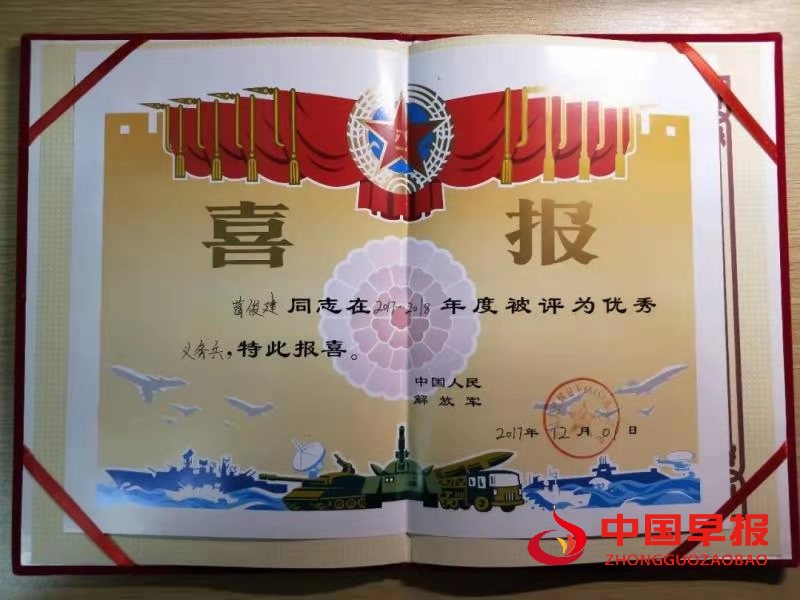 喜报
苗俊建同志在2017-2018年度被评为优秀
义务兵，特此报喜。
中国人民
解放军
2017年12月01日
中国早报
ZHONGGUOZAOBAO